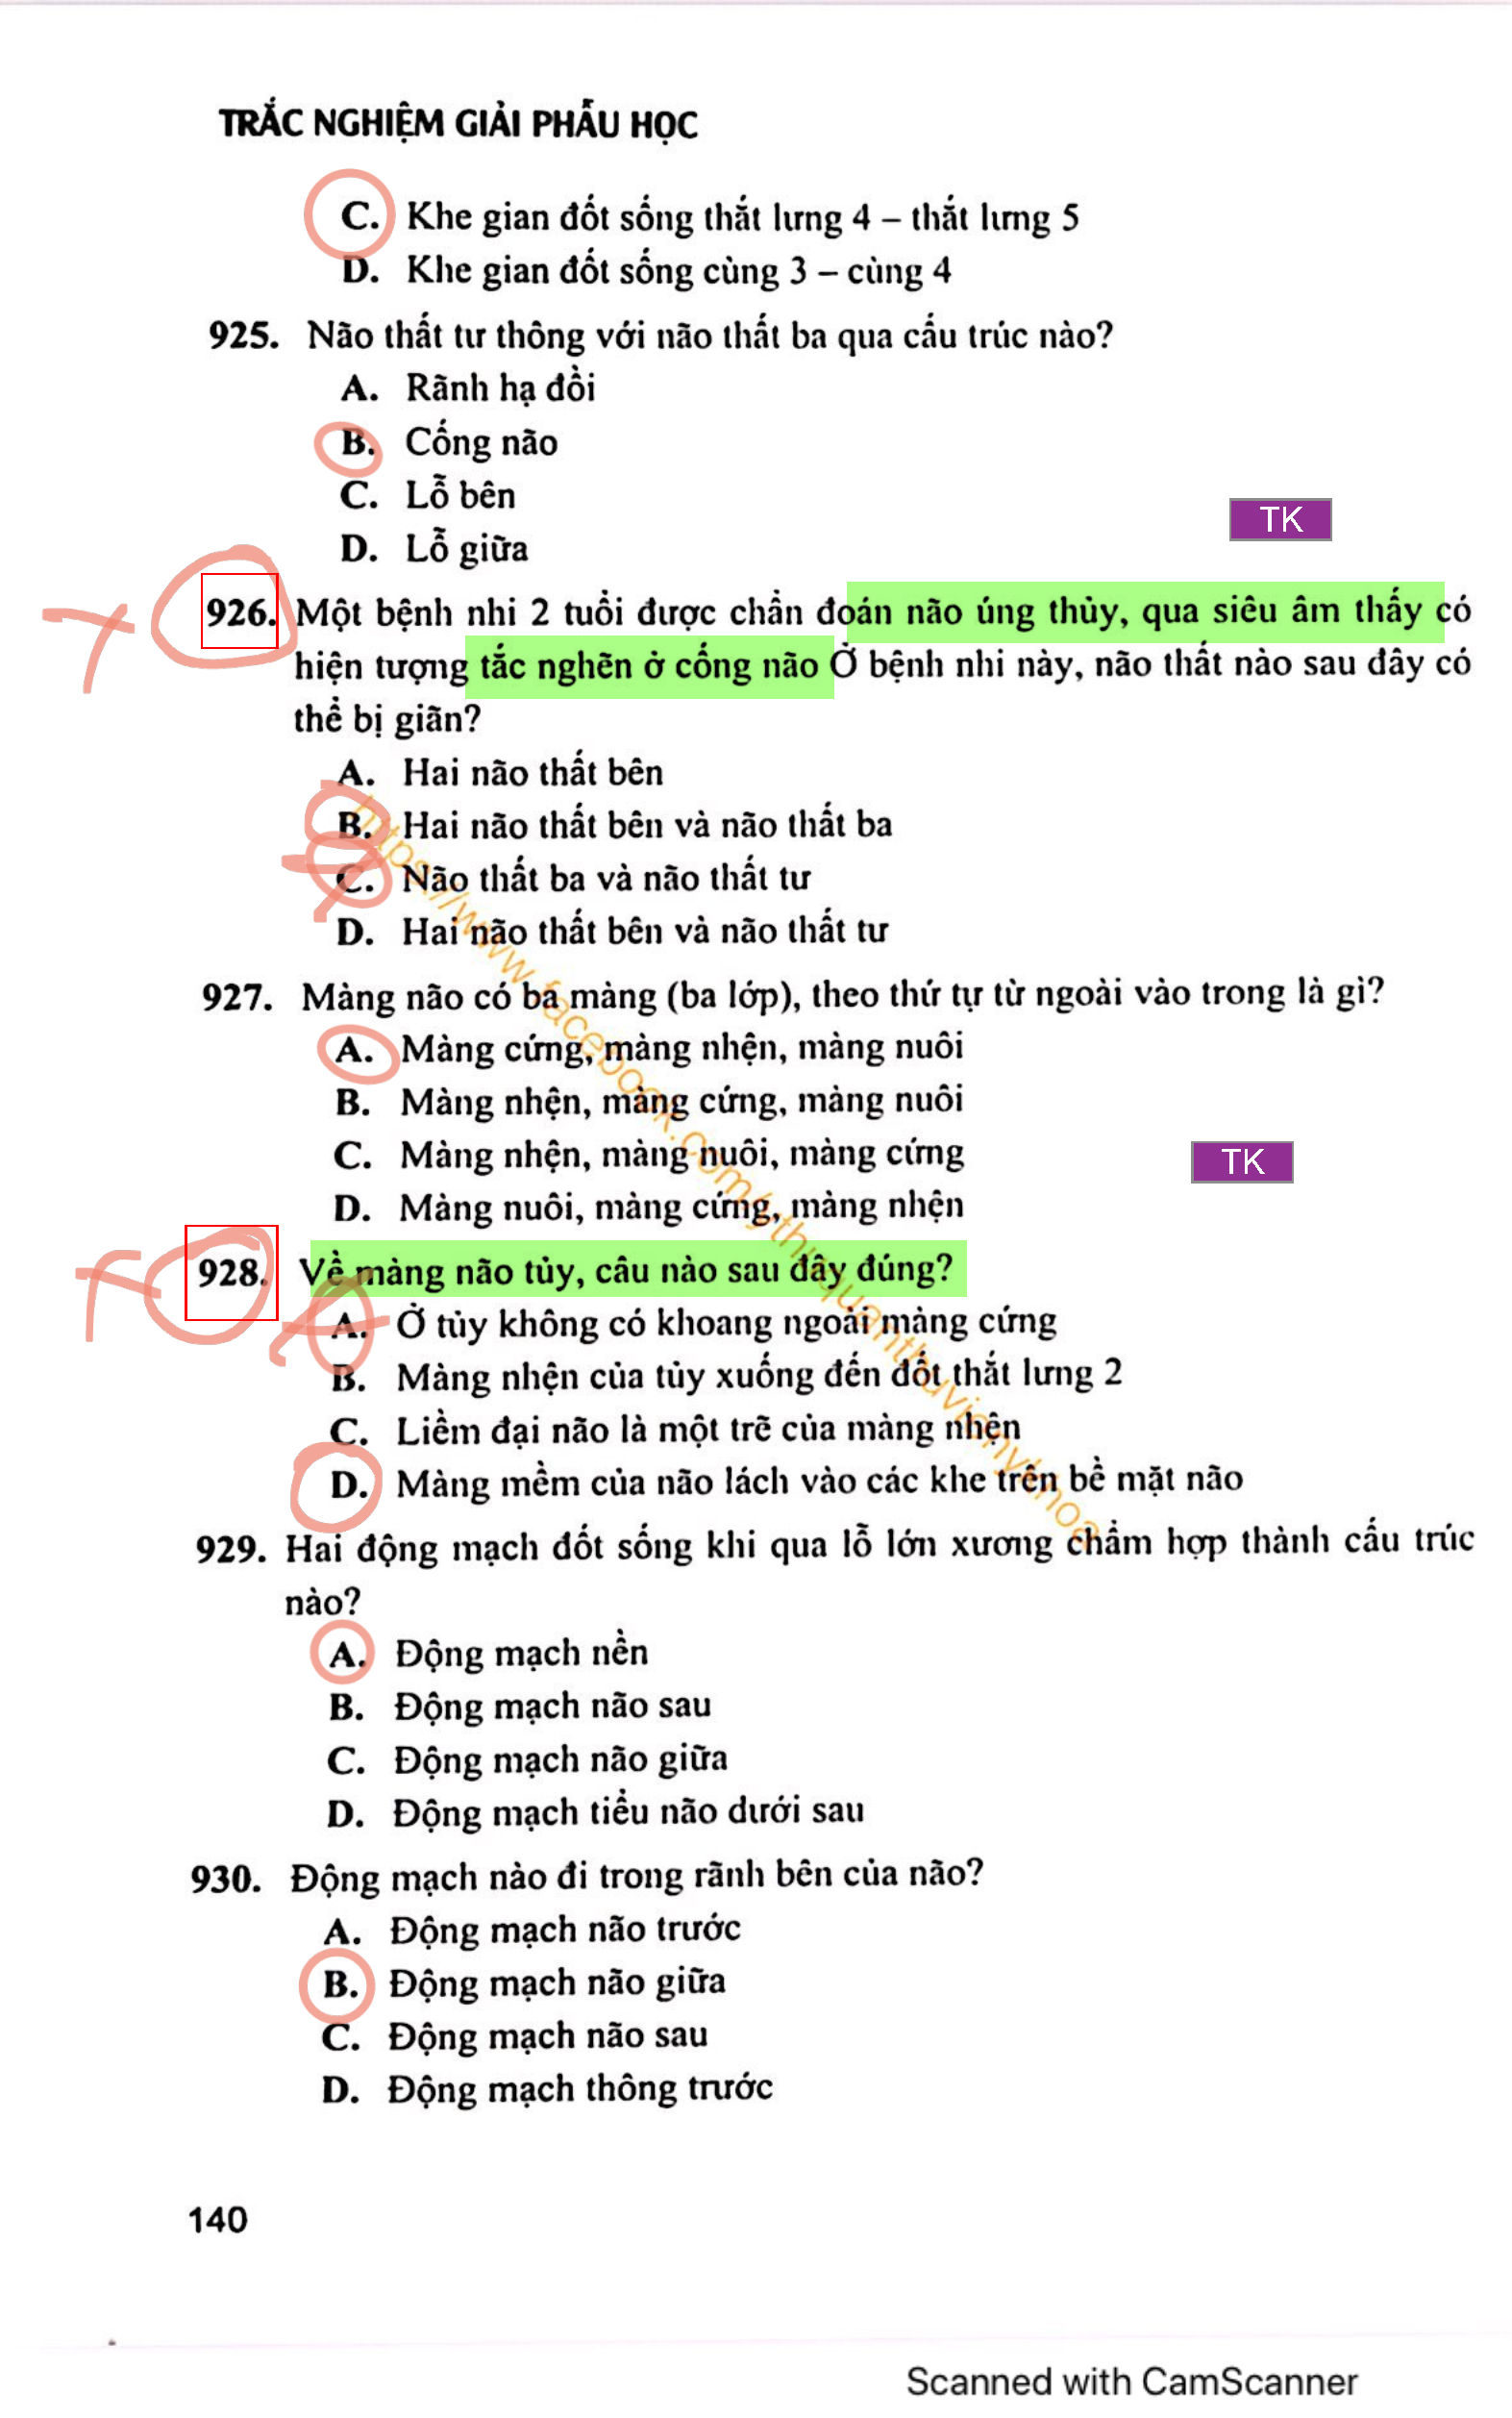 TRẮC NGHIỆM GIẢI PHẪU HỌC
C. Khe gian đốt sống thắt lưng 4 – thắt lưng 5
D. Khe gian đốt sống cùng 3 – cùng 4
925. Não thất tư thông với não thất ba qua cấu trúc nào?
A. Rãnh hạ đồi
B. Cống não
C. Lỗ bên
TK
D. Lỗ giữa
926. Một bệnh nhi 2 tuổi được chẩn đoán não úng thủy, qua siêu âm thấy có
hiện tượng tắc nghẽn ở cống não Ở bệnh nhi này, não thất nào sau đây có
thể bị giãn?
A. Hai não thất bên
B. Hai não thất bên và não thất ba
C. Não thất ba và não thất tư
D. Hai não thất bên và não thất tư
927. Màng não có ba màng (ba lớp), theo thứ tự từ ngoài vào trong là gì?
A. Màng cứng, màng nhện, màng nuôi
B. Màng nhện, màng cứng, màng nuôi
C. Màng nhện, màng nuôi, màng cứng
TK
D. Màng nuôi, màng cứng, màng nhện
928. Về màng não tủy, câu nào sau đây đúng?
A. Ở tủy không có khoang ngoài màng cứng
B. Màng nhện của tủy xuống đến đốt thắt lưng 2
C. Liềm đại não là một trẽ của màng nhện
D. Màng mềm của não lách vào các khe trên bề mặt não
929. Hai động mạch đốt sống khi qua lỗ lớn xương chẩm hợp thành cấu trúc
nào?
A. Động mạch nền
B. Động mạch não sau
C. Động mạch não giữa
D. Động mạch tiểu não dưới sau
930. Động mạch nào đi trong rãnh bên của não?
A. Động mạch não trước
B. Động mạch não giữa
C. Động mạch não sau
D. Động mạch thông trước
140
Scanned with CamScanner